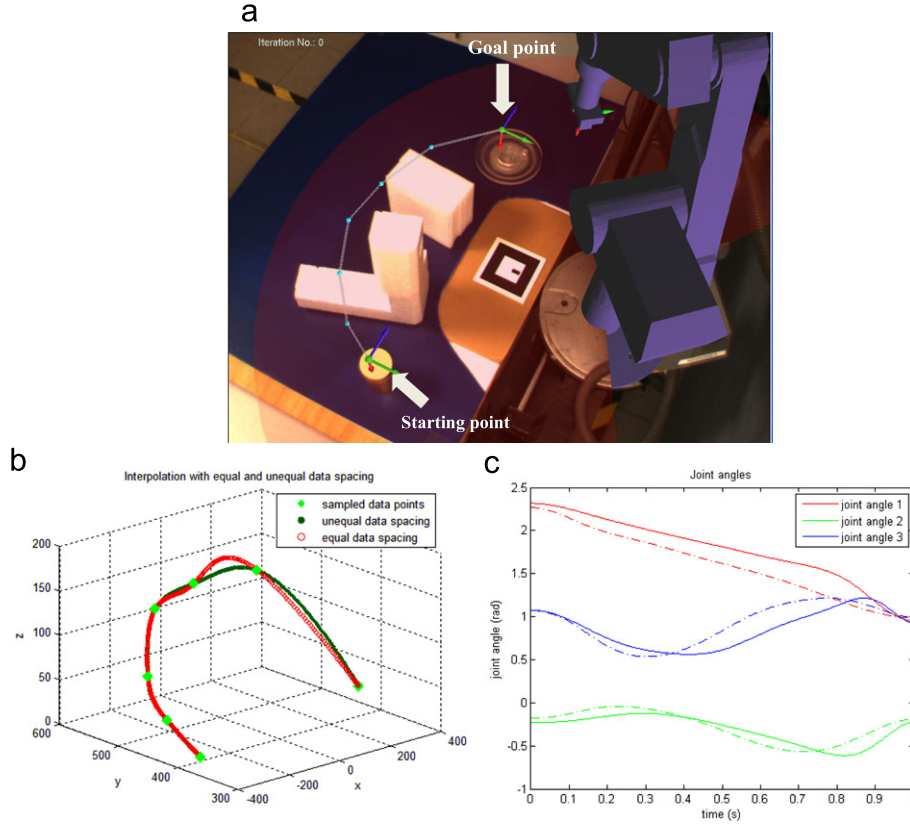 a
Iteration No.: 0
Goal point
Starting point
b
Interpolation with equal and unequal data spacing
sampled data points
unequal data spacing
equal data spacing
200
150
100
50
0
z
600
500
400
300
y
-400
-200
0
200
400
x
c
Joint angles
joint angle 1
joint angle 2
joint angle 3
2.5
2
1.5
1
0.5
0
-0.5
-1
joint angle (rad)
0
0.1
0.2
0.3
0.4
0.5
0.6
0.7
0.8
0.9
time (s)